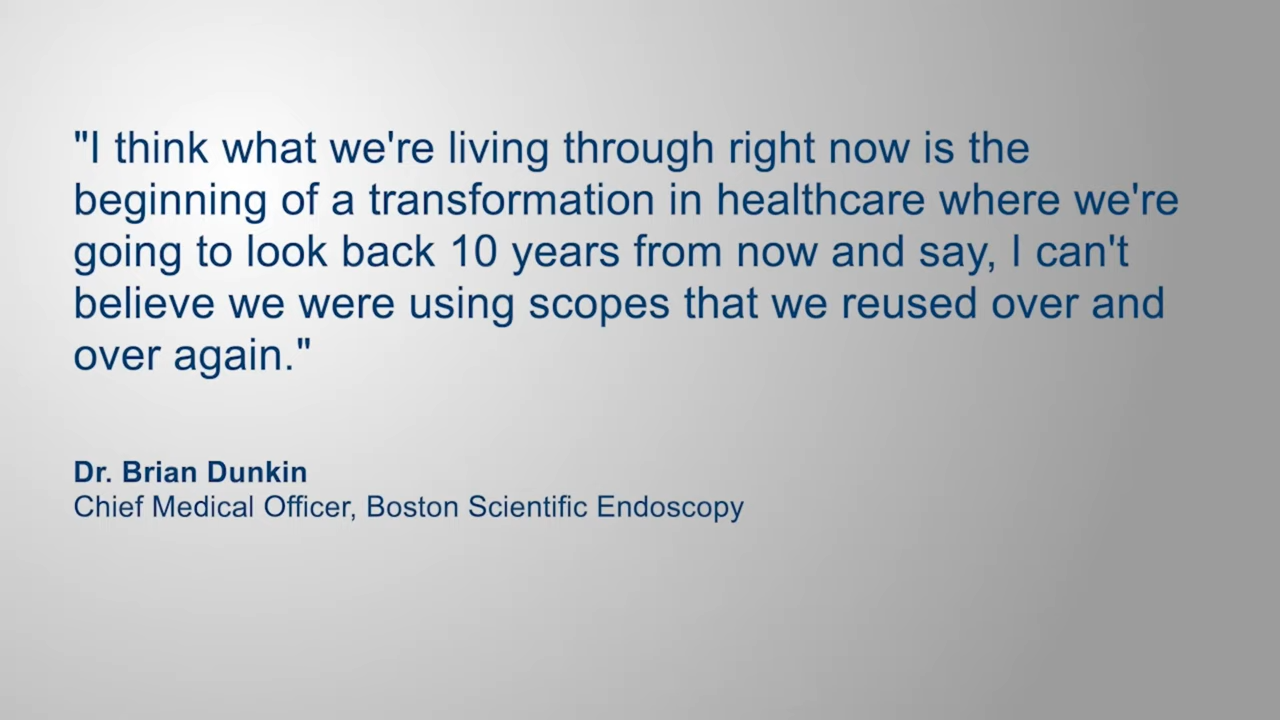 "I think what we're living through right now is the
beginning of a transformation in healthcare where we're
going to look back 10 years from now and say, I can't
believe we were using scopes that we reused over and
over again."
Dr. Brian Dunkin
Chief Medical Officer, Boston Scientific Endoscopy